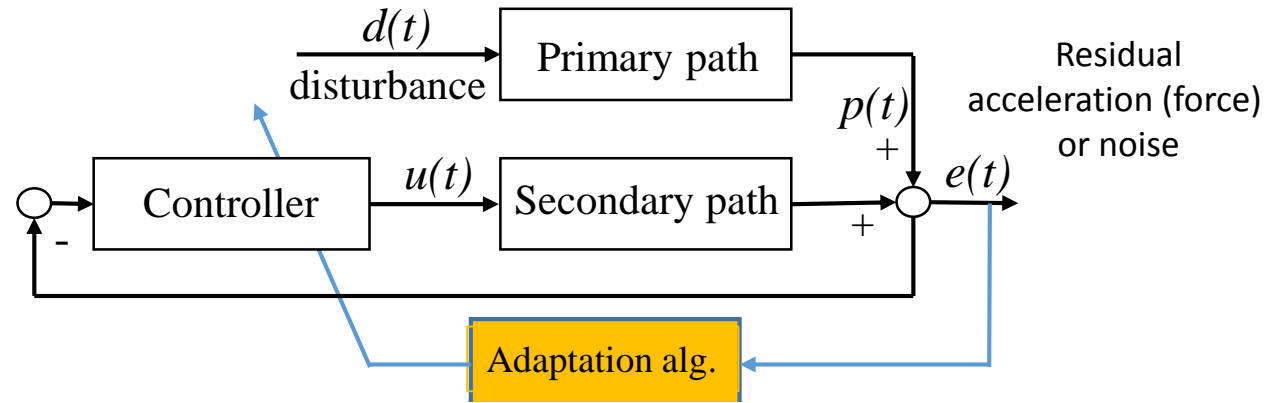 d(t)
disturbance
Primary path
Residual
acceleration (force)
or noise
p(t)
+
Controller
u(t)
Secondary path
+
e(t)
-
Adaptation alg.